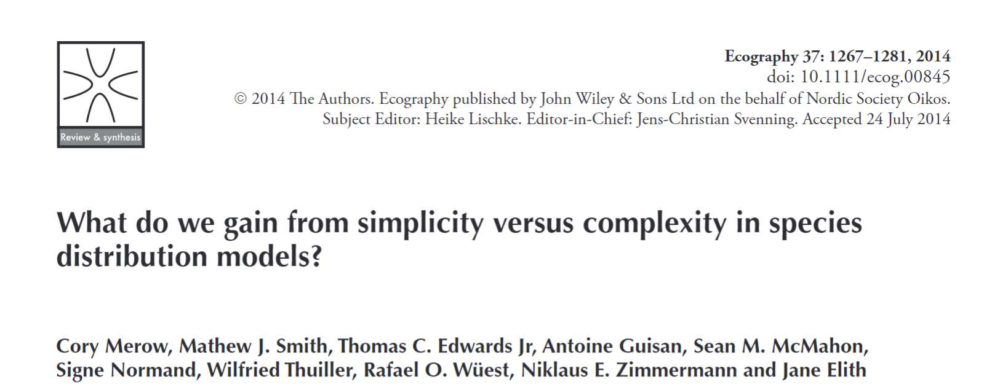 Ecography 37: 1267–1281, 2014
doi: 10.1111/ecog.00845
© 2014 The Authors. Ecography published by John Wiley & Sons Ltd on the behalf of Nordic Society Oikos.
Subject Editor: Heike Lischke. Editor-in-Chief: Jens-Christian Svenning. Accepted 24 July 2014
Review & synthesis
What do we gain from simplicity versus complexity in species
distribution models?
Cory Merow, Mathew J. Smith, Thomas C. Edwards Jr, Antoine Guisan, Sean M. McMahon,
Signe Normand, Wilfried Thuiller, Rafael O. Wüest, Niklaus E. Zimmermann and Jane Elith